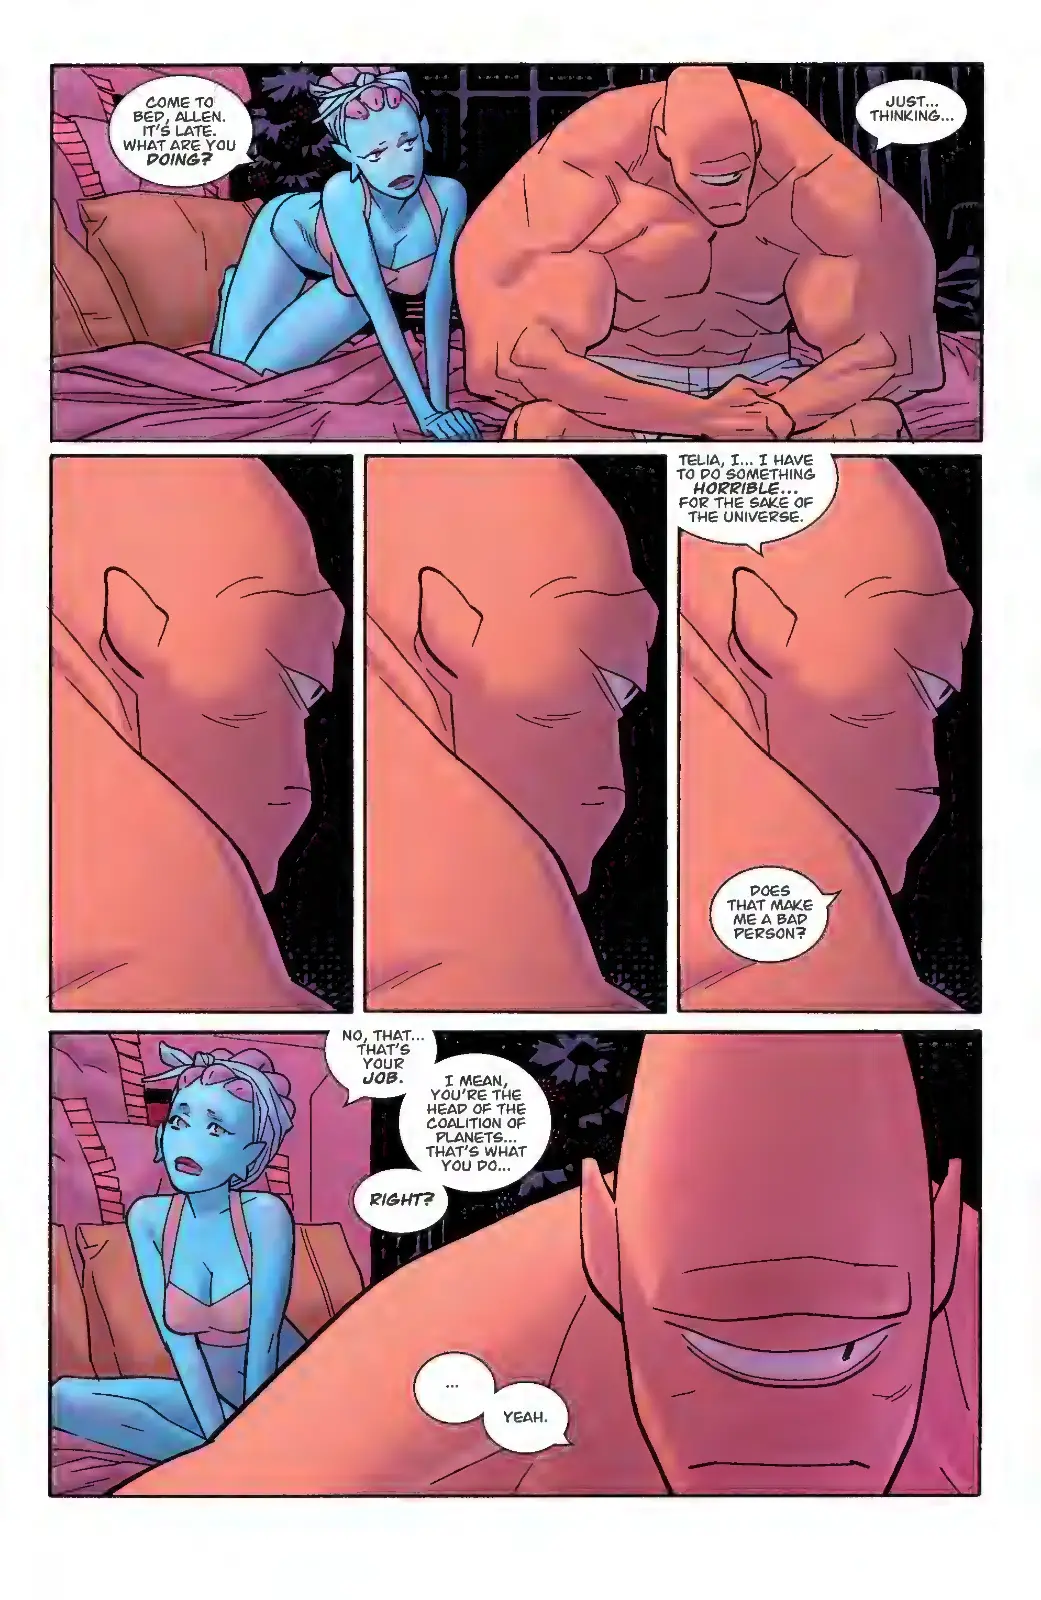 COME TO
BED, ALLEN.
IT'S LATE.
WHAT ARE YOU
DOING?
JUST...
THINKING...
TELIA, I... I HAVE
TO DO SOMETHING
HORRIBLE...
FOR THE SAKE OF
THE UNIVERSE.
DOES
THAT MAKE
ME A BAD
PERSON?
NO, THAT...
THAT'S
YOUR
JOB.
I MEAN,
YOU'RE THE
HEAD OF THE
COALITION OF
PLANETS...
THAT'S WHAT
YOU DO...
RIGHT?
...
YEAH.